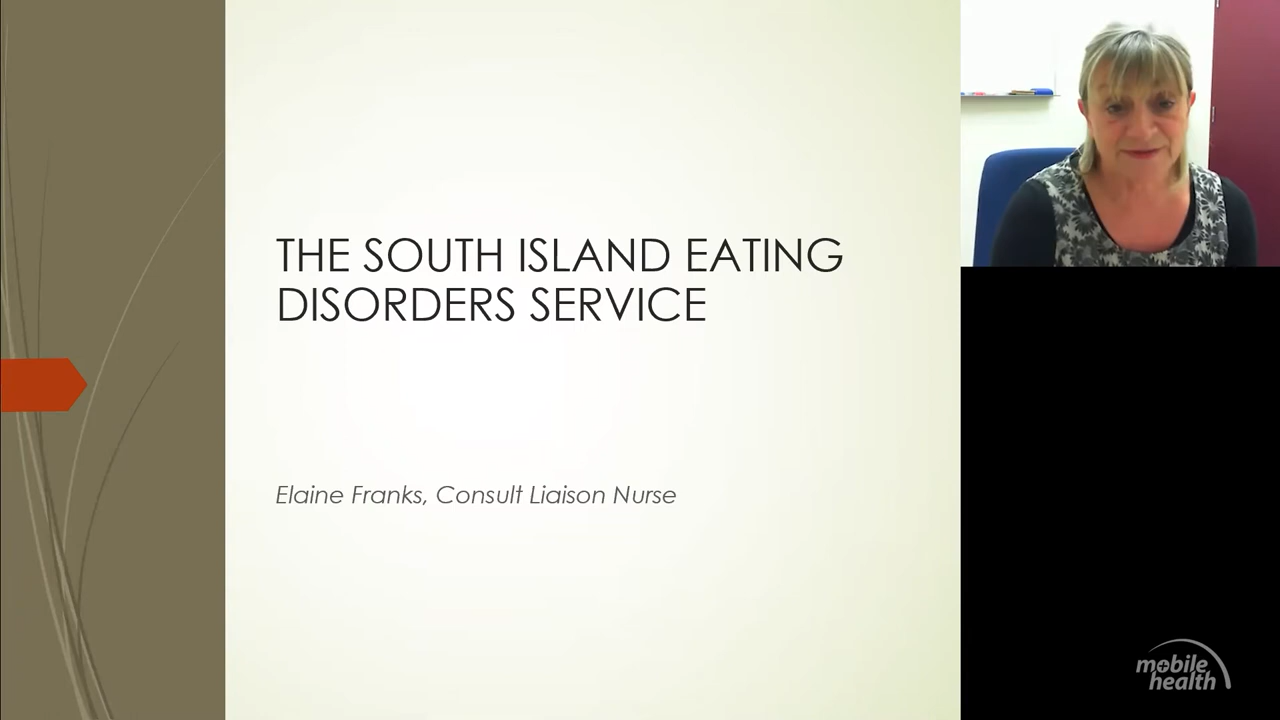 THE SOUTH ISLAND EATING
DISORDERS SERVICE
Elaine Franks, Consult Liaison Nurse
mobile
health